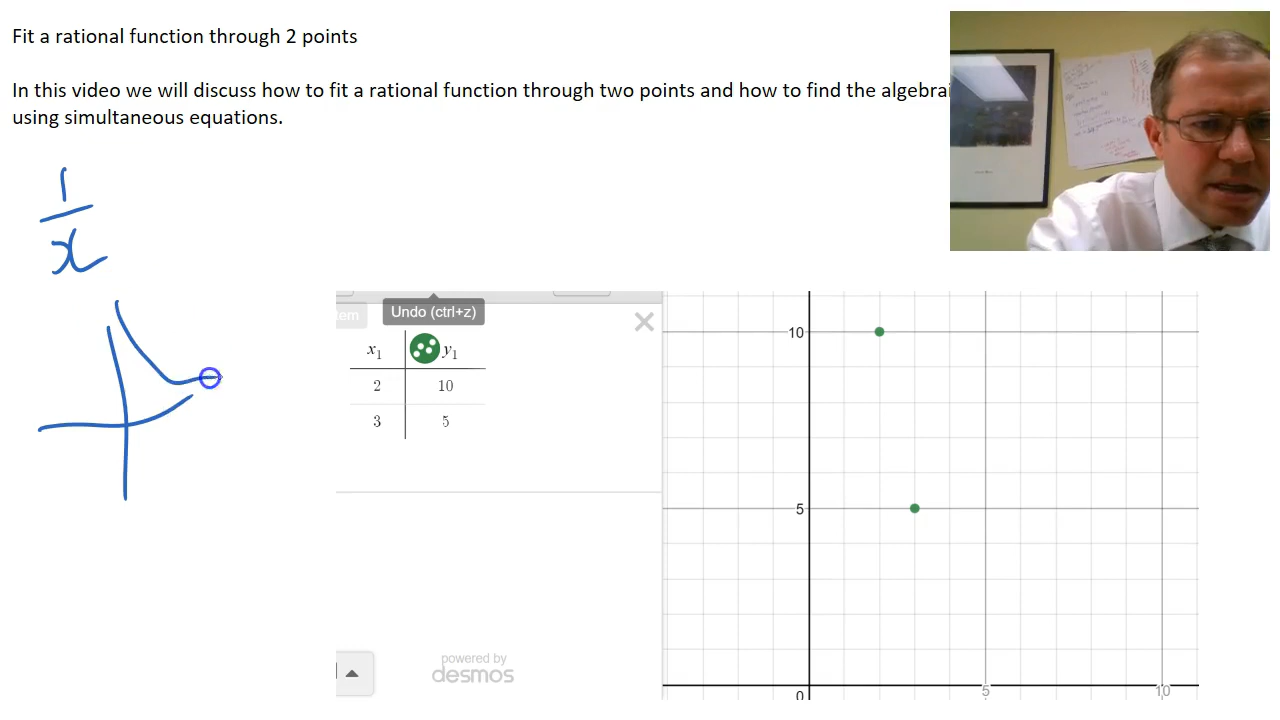 Fit a rational function through 2 points
In this video we will discuss how to fit a rational function through two points and how to find the algebrai
using simultaneous equations.
1
x
Undo (ctrl+z)
tem
x₁ y₁
2 10
3 5
10
5
0
5
10
powered by
desmos